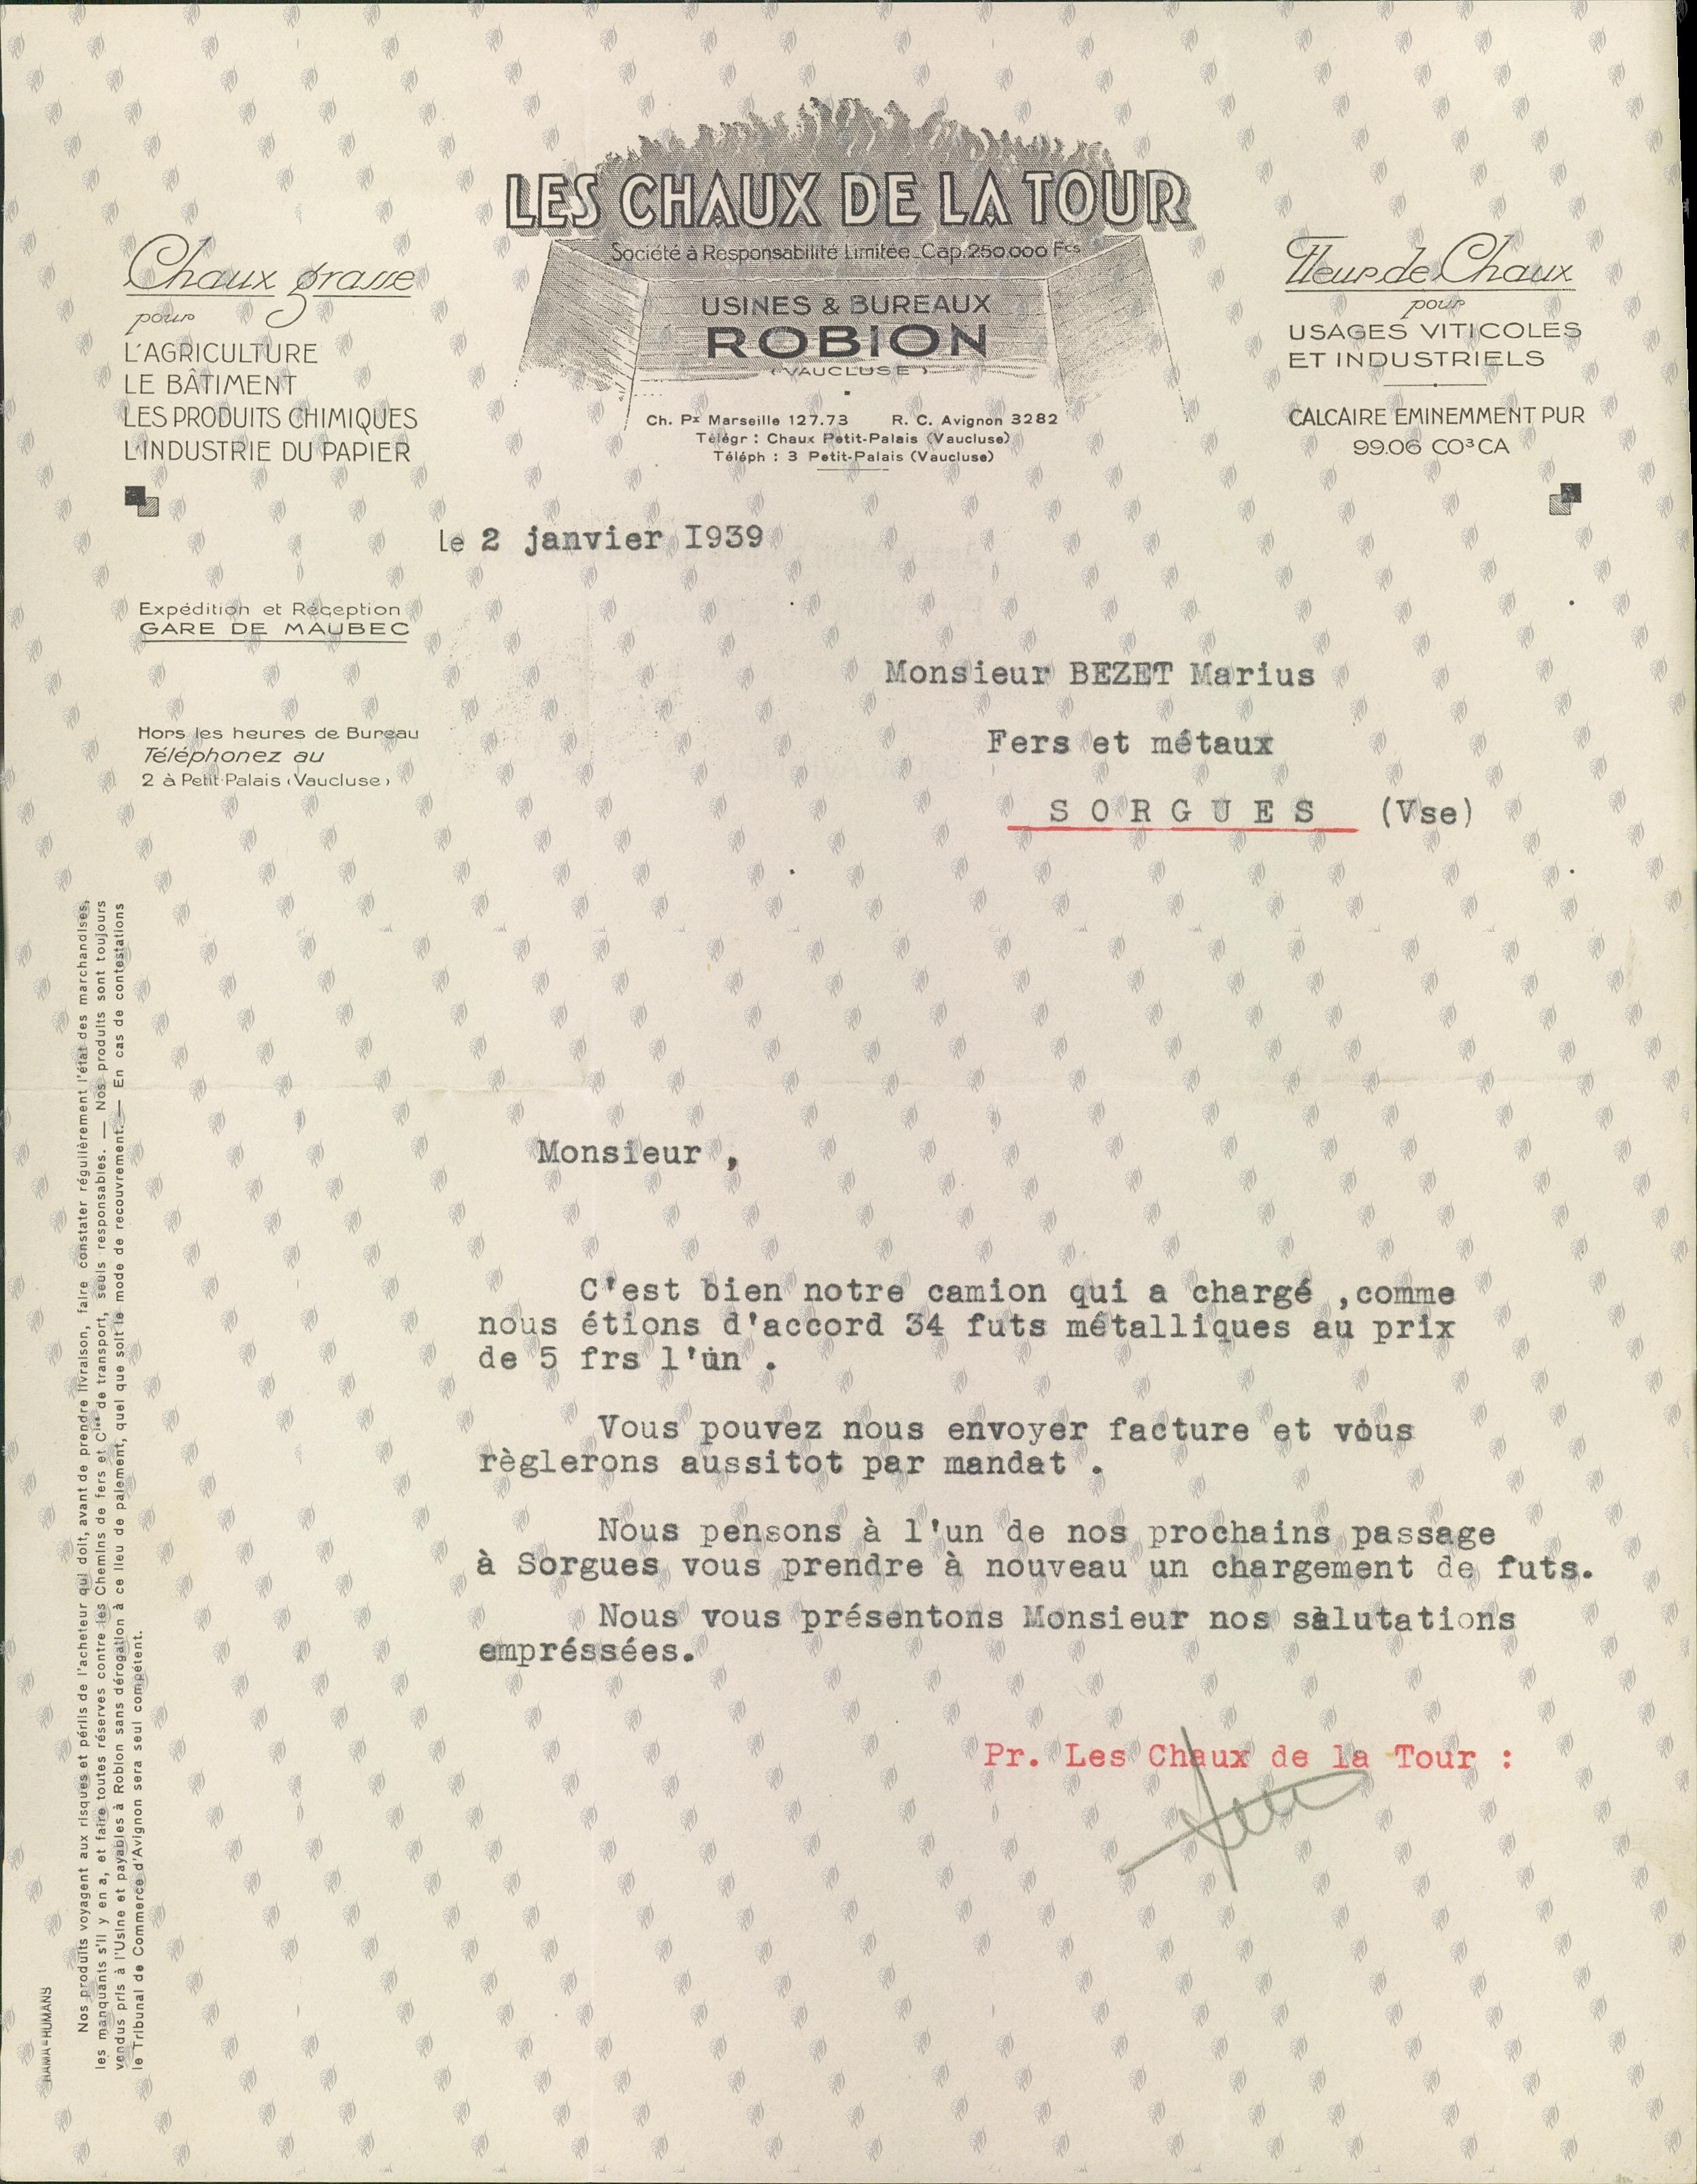 LES CHAUX DE LA TOUR
Société à Responsabilité Limitée_Cap.250.000 Fcs
USINES & BUREAUX
ROBION
(VAUCLUSE)
Ch. Px Marseille 127.73 R. C. Avignon 3282
Télégr : Chaux Petit-Palais (Vaucluse)
Téléph : 3 Petit-Palais (Vaucluse)
Chaux grasse
pour
L'AGRICULTURE
LE BÂTIMENT
LES PRODUITS CHIMIQUES
L'INDUSTRIE DU PAPIER
Fleur de Chaux
pour
USAGES VITICOLES
ET INDUSTRIELS
CALCAIRE EMINEMMENT PUR
99.06 CO³CA
le 2 janvier I939
Expédition et Réception
GARE DE MAUBEC
Hors les heures de Bureau
Téléphonez au
2 à Petit-Palais (Vaucluse)
Monsieur BEZET Marius
Fers et métaux
S O R G U E S (Vse)
Monsieur ,
C'est bien notre camion qui a chargé ,comme
nous étions d'accord 34 futs métalliques au prix
de 5 frs l'un .
Vous pouvez nous envoyer facture et vous
règlerons aussitot par mandat .
Nous pensons à l'un de nos prochains passage
à Sorgues vous prendre à nouveau un chargement de futs.
Nous vous présentons Monsieur nos salutations
empréssées.
Pr. Les Chaux de la Tour :
Nos produits voyagent aux risques et périls de l'acheteur qui doit, avant de prendre livraison, faire constater régulièrement l'état des marchandises,
les manquants s'il y en a, et faire toutes réserves contre les Chemins de fers et Cies de transport, seuls responsables. — Nos produits sont toujours
vendus pris à l'Usine et payables à Robion sans dérogation à ce lieu de paiement, quel que soit le mode de recouvrement. — En cas de contestations
le Tribunal de Commerce d'Avignon sera seul compétent.